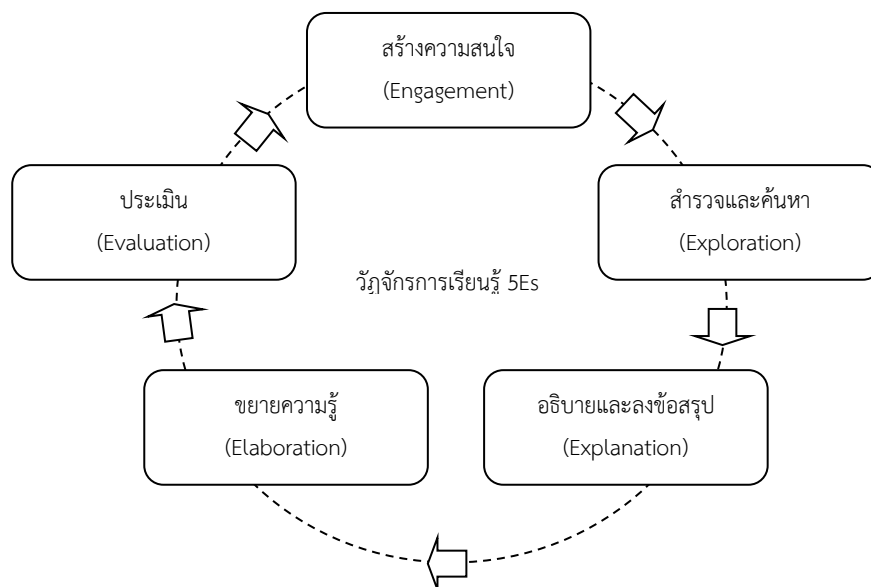 สร้างความสนใจ
(Engagement)
สำรวจและค้นหา
(Exploration)
อธิบายและลงข้อสรุป
(Explanation)
ขยายความรู้
(Elaboration)
ประเมิน
(Evaluation)
วัฏจักรการเรียนรู้ 5Es